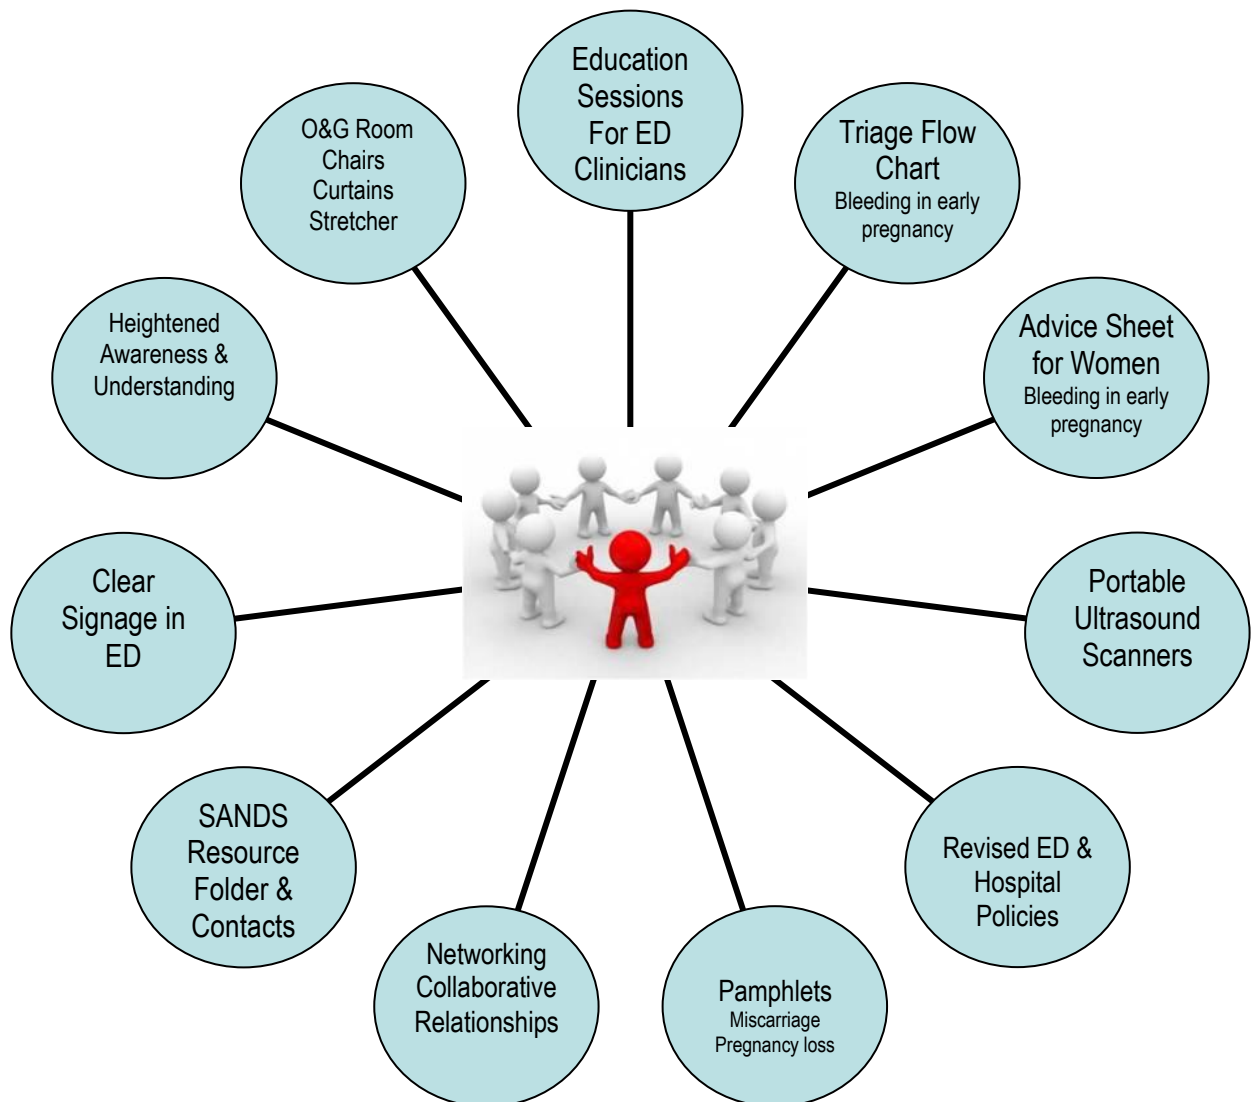 Education
Sessions
For ED
Clinicians
Triage Flow
Chart
Bleeding in early
pregnancy
Advice Sheet
for Women
Bleeding in early
pregnancy
Portable
Ultrasound
Scanners
Revised ED &
Hospital
Policies
Pamphlets
Miscarriage
Pregnancy loss
Networking
Collaborative
Relationships
SANDS
Resource
Folder &
Contacts
Clear
Signage in
ED
Heightened
Awareness &
Understanding
O&G Room
Chairs
Curtains
Stretcher